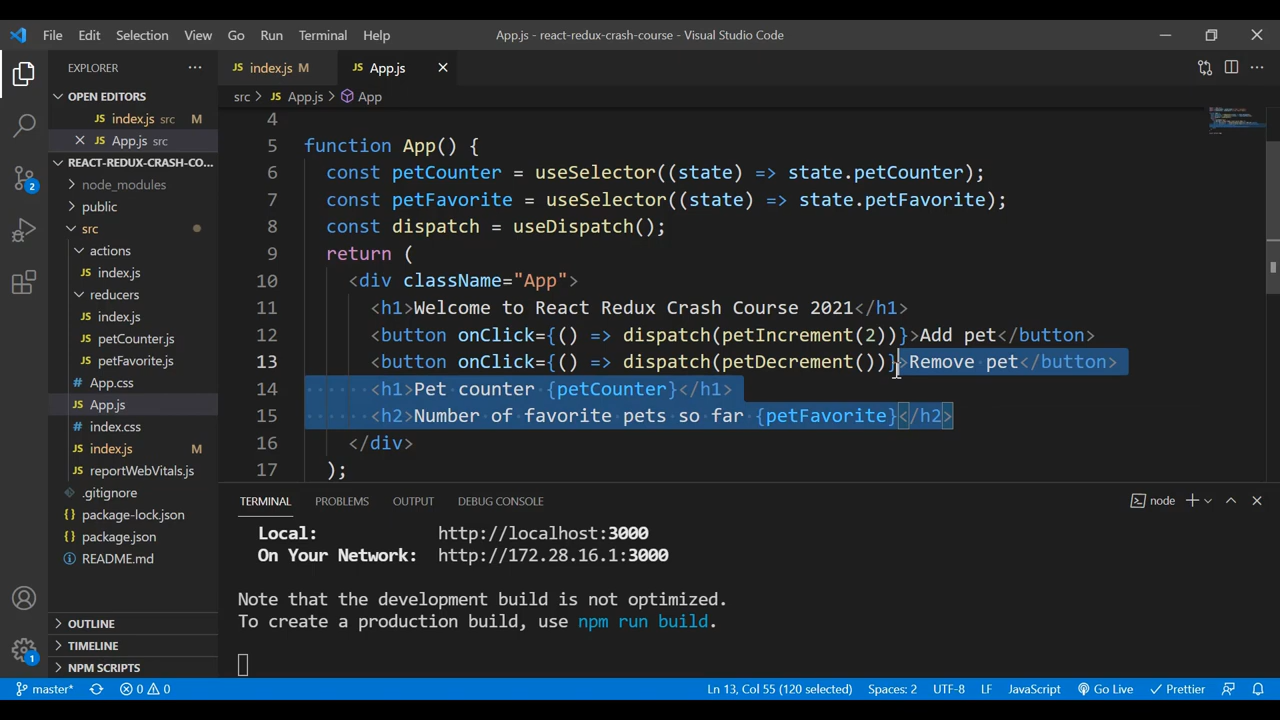 File Edit Selection View Go Run Terminal Help App.js - react-redux-crash-course - Visual Studio Code
EXPLORER ···
JS index.js M JS App.js
OPEN EDITORS
JS index.js src M
JS App.js src
src > JS App.js > App
REACT-REDUX-CRASH-CO...
node_modules
public
src
actions
JS index.js
reducers
JS index.js
JS petCounter.js
JS petFavorite.js
# App.css
JS App.js
# index.css
JS index.js M
JS reportWebVitals.js
.gitignore
{} package-lock.json
{} package.json
README.md
OUTLINE
TIMELINE
NPM SCRIPTS
2
1
4
5 function App() {
6 const petCounter = useSelector((state) => state.petCounter);
7 const petFavorite = useSelector((state) => state.petFavorite);
8 const dispatch = useDispatch();
9 return (
10 <div className="App">
11 <h1>Welcome to React Redux Crash Course 2021</h1>
12 <button onClick={() => dispatch(petIncrement(2))}>Add pet</button>
13 <button onClick={() => dispatch(petDecrement())}>Remove pet</button>
14 <h1>Pet counter {petCounter}</h1>
15 <h2>Number of favorite pets so far {petFavorite}</h2>
16 </div>
17 );
TERMINAL PROBLEMS OUTPUT DEBUG CONSOLE node
Local: http://localhost:3000
On Your Network: http://172.28.16.1:3000
Note that the development build is not optimized.
To create a production build, use npm run build.
master* 0 0 Ln 13, Col 55 (120 selected) Spaces: 2 UTF-8 LF JavaScript Go Live Prettier